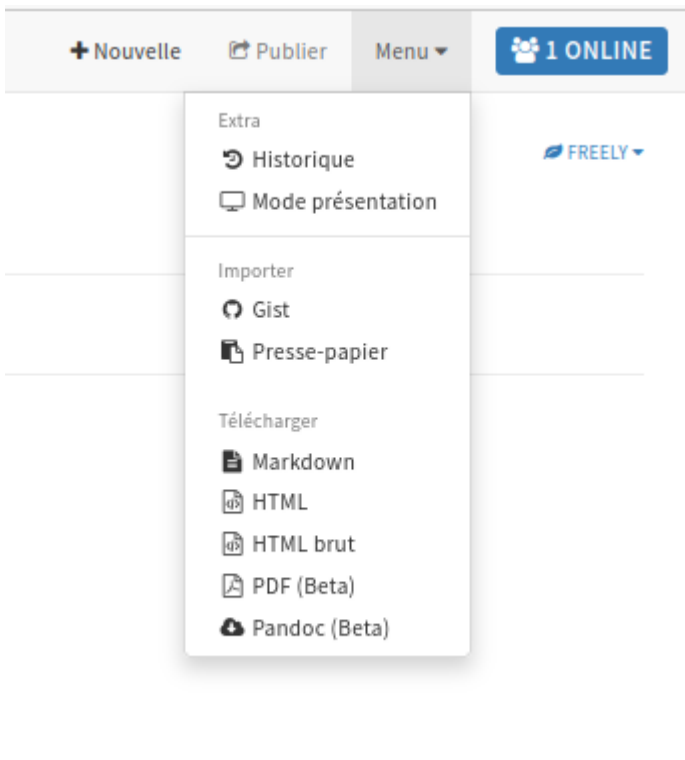 Nouvelle Publier Menu 1 ONLINE
Extra
Historique
FREELY
Mode présentation
Importer
Gist
Presse-papier
Télécharger
Markdown
HTML
HTML brut
PDF (Beta)
Pandoc (Beta)